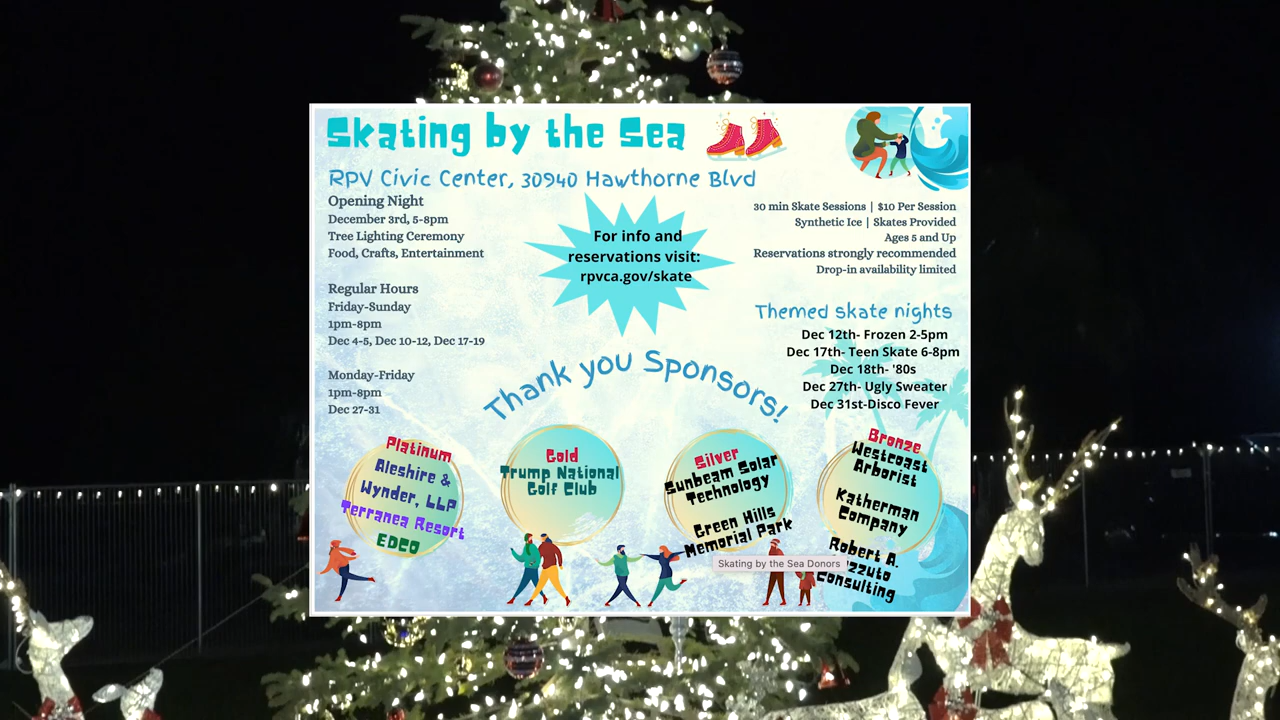 Skating by the Sea
RPV Civic Center, 30940 Hawthorne Blvd
Opening Night
December 3rd, 5-8pm
Tree Lighting Ceremony
Food, Crafts, Entertainment
Regular Hours
Friday-Sunday
1pm-8pm
Dec 4-5, Dec 10-12, Dec 17-19
Monday-Friday
1pm-8pm
Dec 27-31
For info and
reservations visit:
rpvca.gov/skate
30 min Skate Sessions | $10 Per Session
Synthetic Ice | Skates Provided
Ages 5 and Up
Reservations strongly recommended
Drop-in availability limited
Themed skate nights
Dec 12th- Frozen 2-5pm
Dec 17th- Teen Skate 6-8pm
Dec 18th- '80s
Dec 27th- Ugly Sweater
Dec 31st-Disco Fever
Thank you Sponsors!
Platinum
Aleshire &
Wynder, LLP
Terranea Resort
EDCO
Gold
Trump National
Golf Club
Silver
Sunbeam Solar
Technology
Green Hills
Memorial Park
Bronze
Westcoast
Arborist
Katherman
Company
Robert A.
Consulting
Skating by the Sea Donors